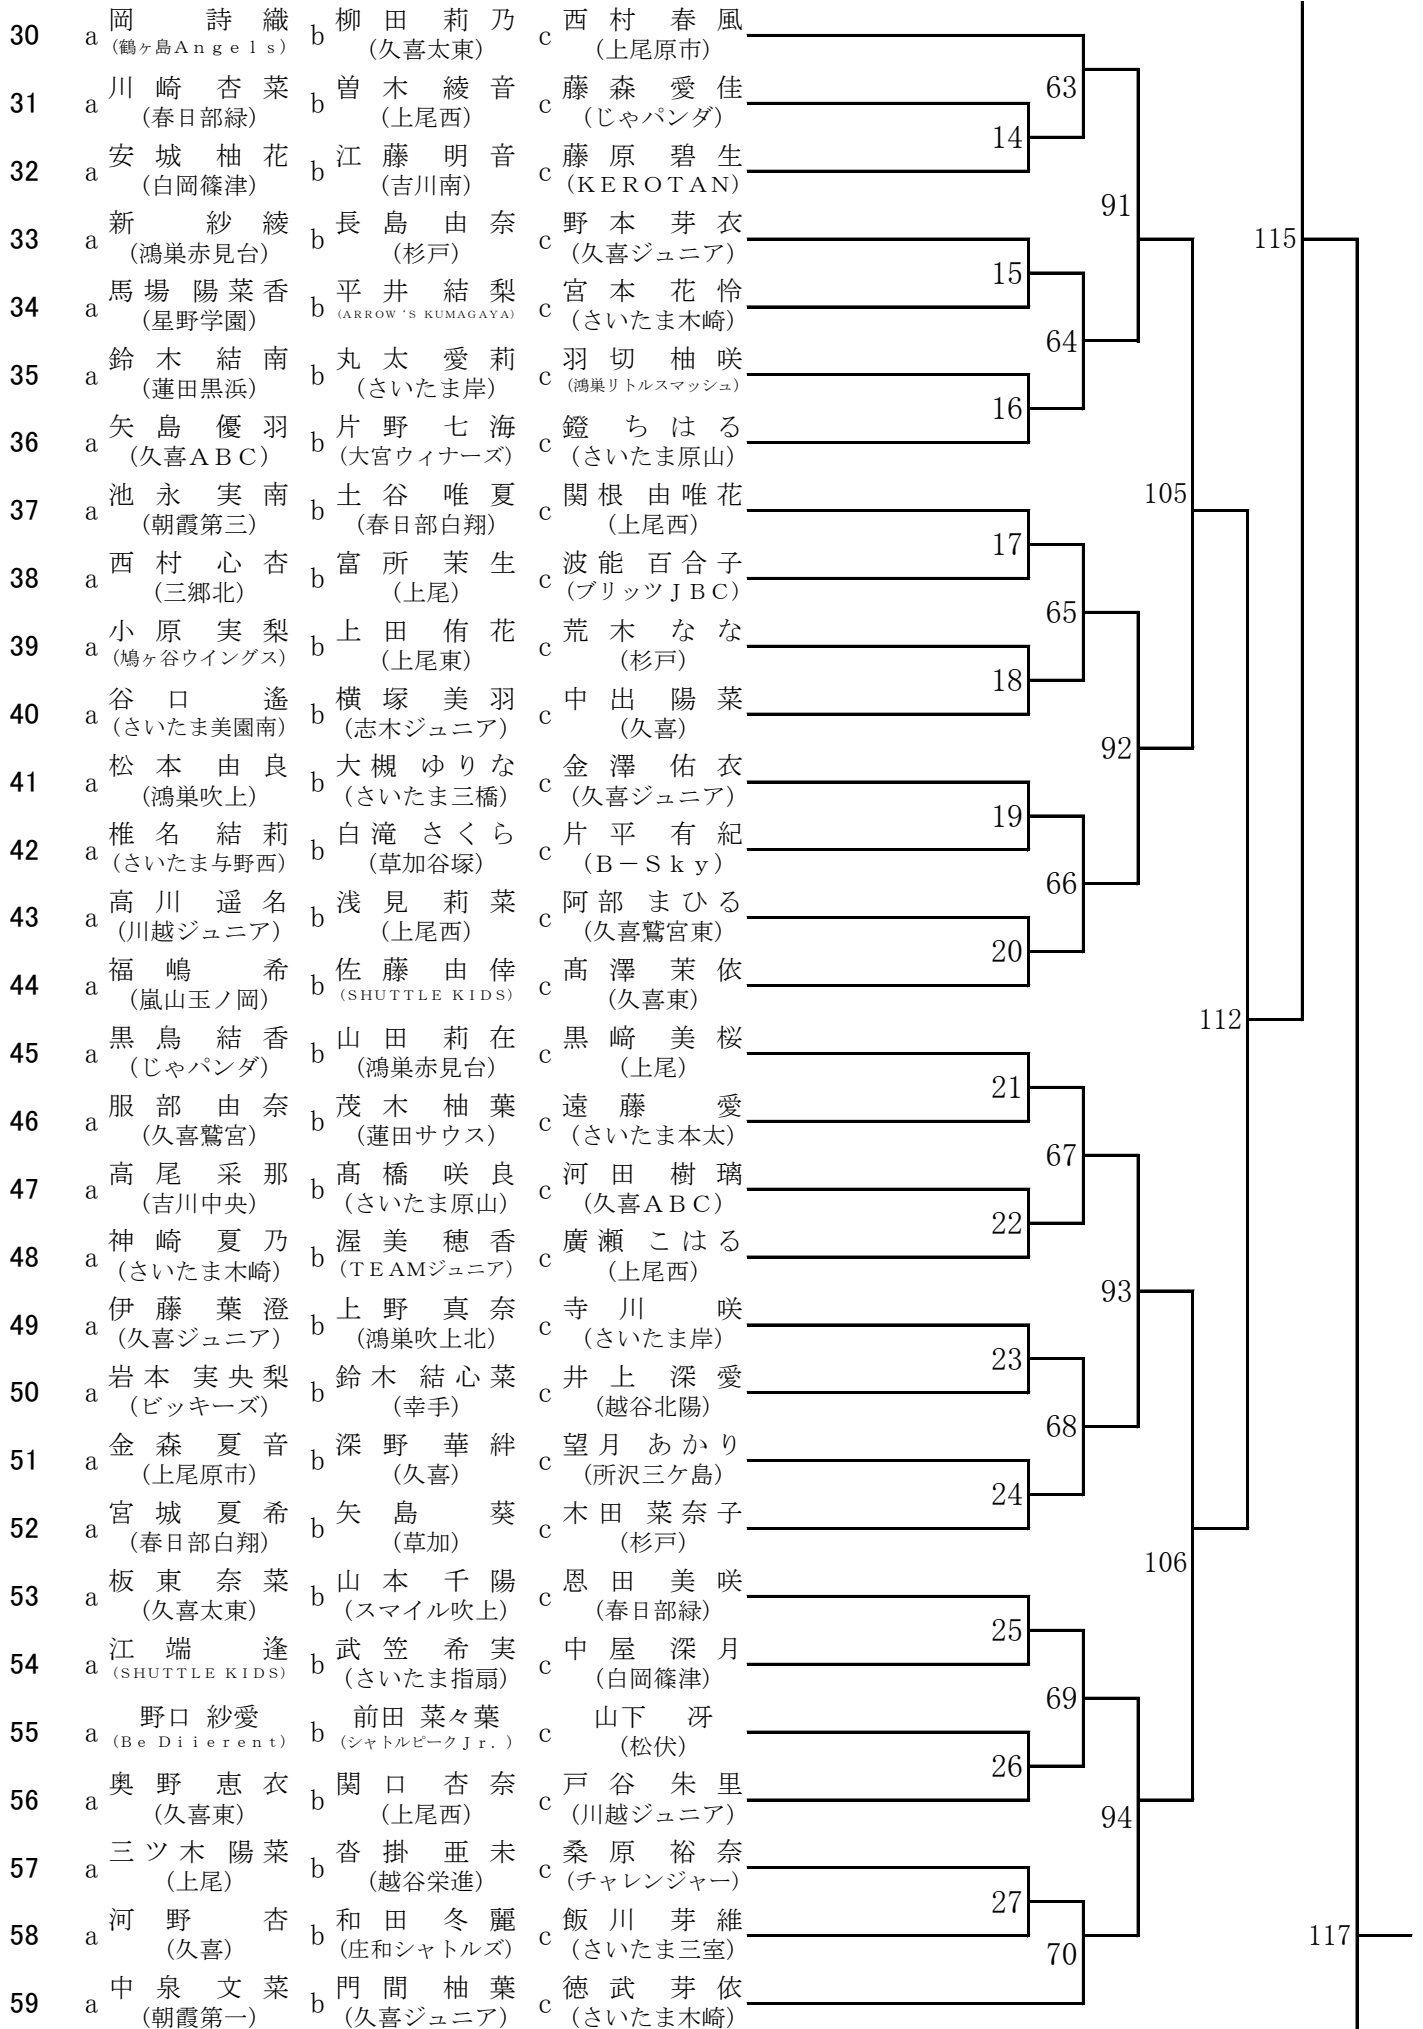 30 a 岡 詩織 b 柳田 莉乃 c 西村 春風
(鶴ヶ島Angels) (久喜太東) (上尾原市)
63
31 a 川崎 杏菜 b 曽木 綾音 c 藤森 愛佳
(春日部緑) (上尾西) (じゃパンダ)
14
32 a 安城 柚花 b 江藤 明音 c 藤原 碧生
(白岡篠津) (吉川南) (KEROTAN)
91
33 a 新 紗綾 b 長島 由奈 c 野本 芽衣
(鴻巣赤見台) (杉戸) (久喜ジュニア)
115
15
34 a 馬場 陽菜香 b 平井 結梨 c 宮本 花怜
(星野学園) (ARROW'S KUMAGAYA) (さいたま木崎)
64
35 a 鈴木 結南 b 丸太 愛莉 c 羽切 柚咲
(蓮田黒浜) (さいたま岸) (鴻巣リトルスマッシュ)
16
36 a 矢島 優羽 b 片野 七海 c 鐙 ちはる
(久喜ABC) (大宮ウィナーズ) (さいたま原山)
105
37 a 池永 実南 b 土谷 唯夏 c 関根 由唯花
(朝霞第三) (春日部白翔) (上尾西)
17
38 a 西村 心杏 b 富所 茉生 c 波能 百合子
(三郷北) (上尾) (ブリッツJBC)
65
39 a 小原 実梨 b 上田 侑花 c 荒木 なな
(鳩ヶ谷ウイングス) (上尾東) (杉戸)
18
40 a 谷口 遙 b 横塚 美羽 c 中出 陽菜
(さいたま美園南) (志木ジュニア) (久喜)
92
41 a 松本 由良 b 大槻 ゆりな c 金澤 佑衣
(鴻巣吹上) (さいたま三橋) (久喜ジュニア)
19
42 a 椎名 結莉 b 白滝 さくら c 片平 有紀
(さいたま与野西) (草加谷塚) (B－Sky)
66
43 a 高川 遥名 b 浅見 莉菜 c 阿部 まひる
(川越ジュニア) (上尾西) (久喜鷲宮東)
20
44 a 福嶋 希 b 佐藤 由倖 c 髙澤 茉依
(嵐山玉ノ岡) (SHUTTLE KIDS) (久喜東)
112
45 a 黒鳥 結香 b 山田 莉在 c 黒﨑 美桜
(じゃパンダ) (鴻巣赤見台) (上尾)
21
46 a 服部 由奈 b 茂木 柚葉 c 遠藤 愛
(久喜鷲宮) (蓮田サウス) (さいたま本太)
67
47 a 高尾 采那 b 髙橋 咲良 c 河田 樹璃
(吉川中央) (さいたま原山) (久喜ABC)
22
48 a 神崎 夏乃 b 渥美 穂香 c 廣瀬 こはる
(さいたま木崎) (TEAMジュニア) (上尾西)
93
49 a 伊藤 葉澄 b 上野 真奈 c 寺川 咲
(久喜ジュニア) (鴻巣吹上北) (さいたま岸)
23
50 a 岩本 実央梨 b 鈴木 結心菜 c 井上 深愛
(ビッキーズ) (幸手) (越谷北陽)
68
51 a 金森 夏音 b 深野 華絆 c 望月 あかり
(上尾原市) (久喜) (所沢三ケ島)
24
52 a 宮城 夏希 b 矢島 葵 c 木田 菜奈子
(春日部白翔) (草加) (杉戸)
106
53 a 板東 奈菜 b 山本 千陽 c 恩田 美咲
(久喜太東) (スマイル吹上) (春日部緑)
25
54 a 江端 逢 b 武笠 希実 c 中屋 深月
(SHUTTLE KIDS) (さいたま指扇) (白岡篠津)
69
55 a 野口 紗愛 b 前田 菜々葉 c 山下 冴
(Be Diierent) (シャトルピークJr.) (松伏)
26
56 a 奥野 恵衣 b 関口 杏奈 c 戸谷 朱里
(久喜東) (上尾西) (川越ジュニア)
94
57 a 三ツ木 陽菜 b 沓掛 亜未 c 桑原 裕奈
(上尾) (越谷栄進) (チャレンジャー)
27
58 a 河野 杏 b 和田 冬麗 c 飯川 芽維
(久喜) (庄和シャトルズ) (さいたま三室)
117
70
59 a 中泉 文菜 b 門間 柚葉 c 徳武 芽依
(朝霞第一) (久喜ジュニア) (さいたま木崎)